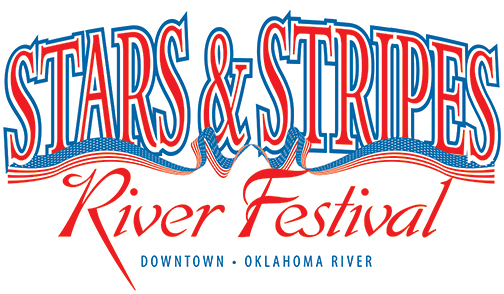 STARS & STRIPES
River Festival
DOWNTOWN • OKLAHOMA RIVER